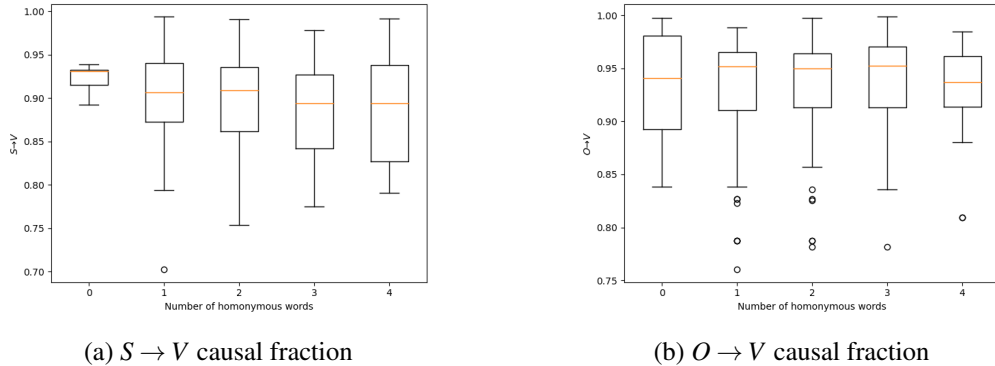 1.00
0.95
0.90
0.85
0.80
0.75
0.70
S→V
0 1 2 3 4
Number of homonymous words
(a) S → V causal fraction
1.00
0.95
0.90
0.85
0.80
0.75
O→V
0 1 2 3 4
Number of homonymous words
(b) O → V causal fraction